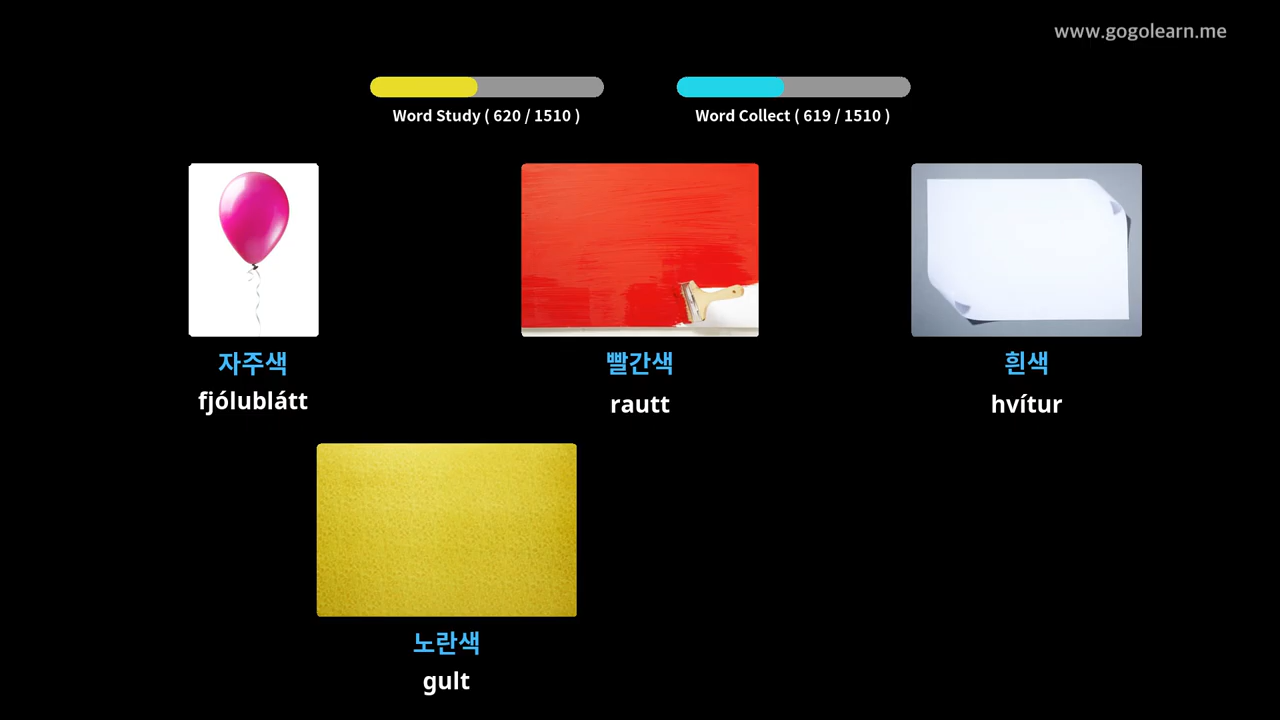 www.gogolearn.me
Word Study ( 620 / 1510 )
Word Collect ( 619 / 1510 )
자주색
fjólublátt
빨간색
rautt
흰색
hvítur
노란색
gult